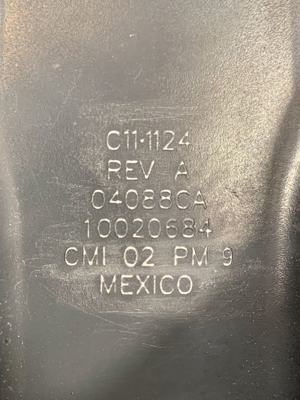 C11-1124
REV A
04088CA
10020684
CMI 02 PM 9
MEXICO